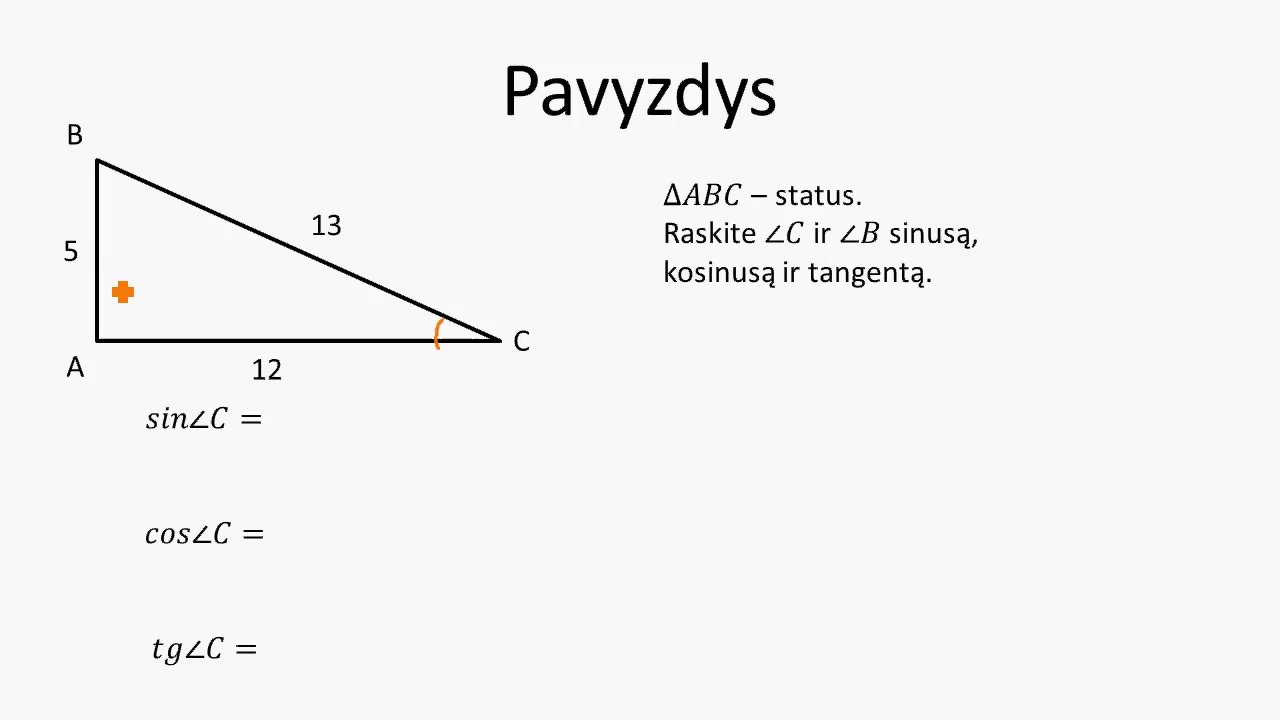 Pavyzdys
B
5
13
A
12
C
Δ𝐴𝐵𝐶 – status.
Raskite ∠𝐶 ir ∠𝐵 sinusą,
kosinusą ir tangentą.
𝑠𝑖𝑛∠𝐶 =
𝑐𝑜𝑠∠𝐶 =
𝑡𝑔∠𝐶 =